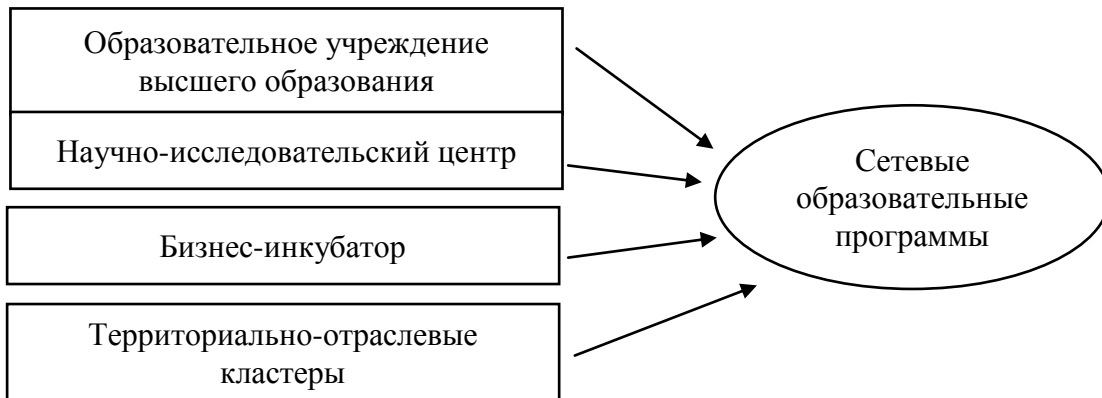 Образовательное учреждение
высшего образования
Научно-исследовательский центр
Бизнес-инкубатор
Территориально-отраслевые
кластеры
Сетевые
образовательные
программы